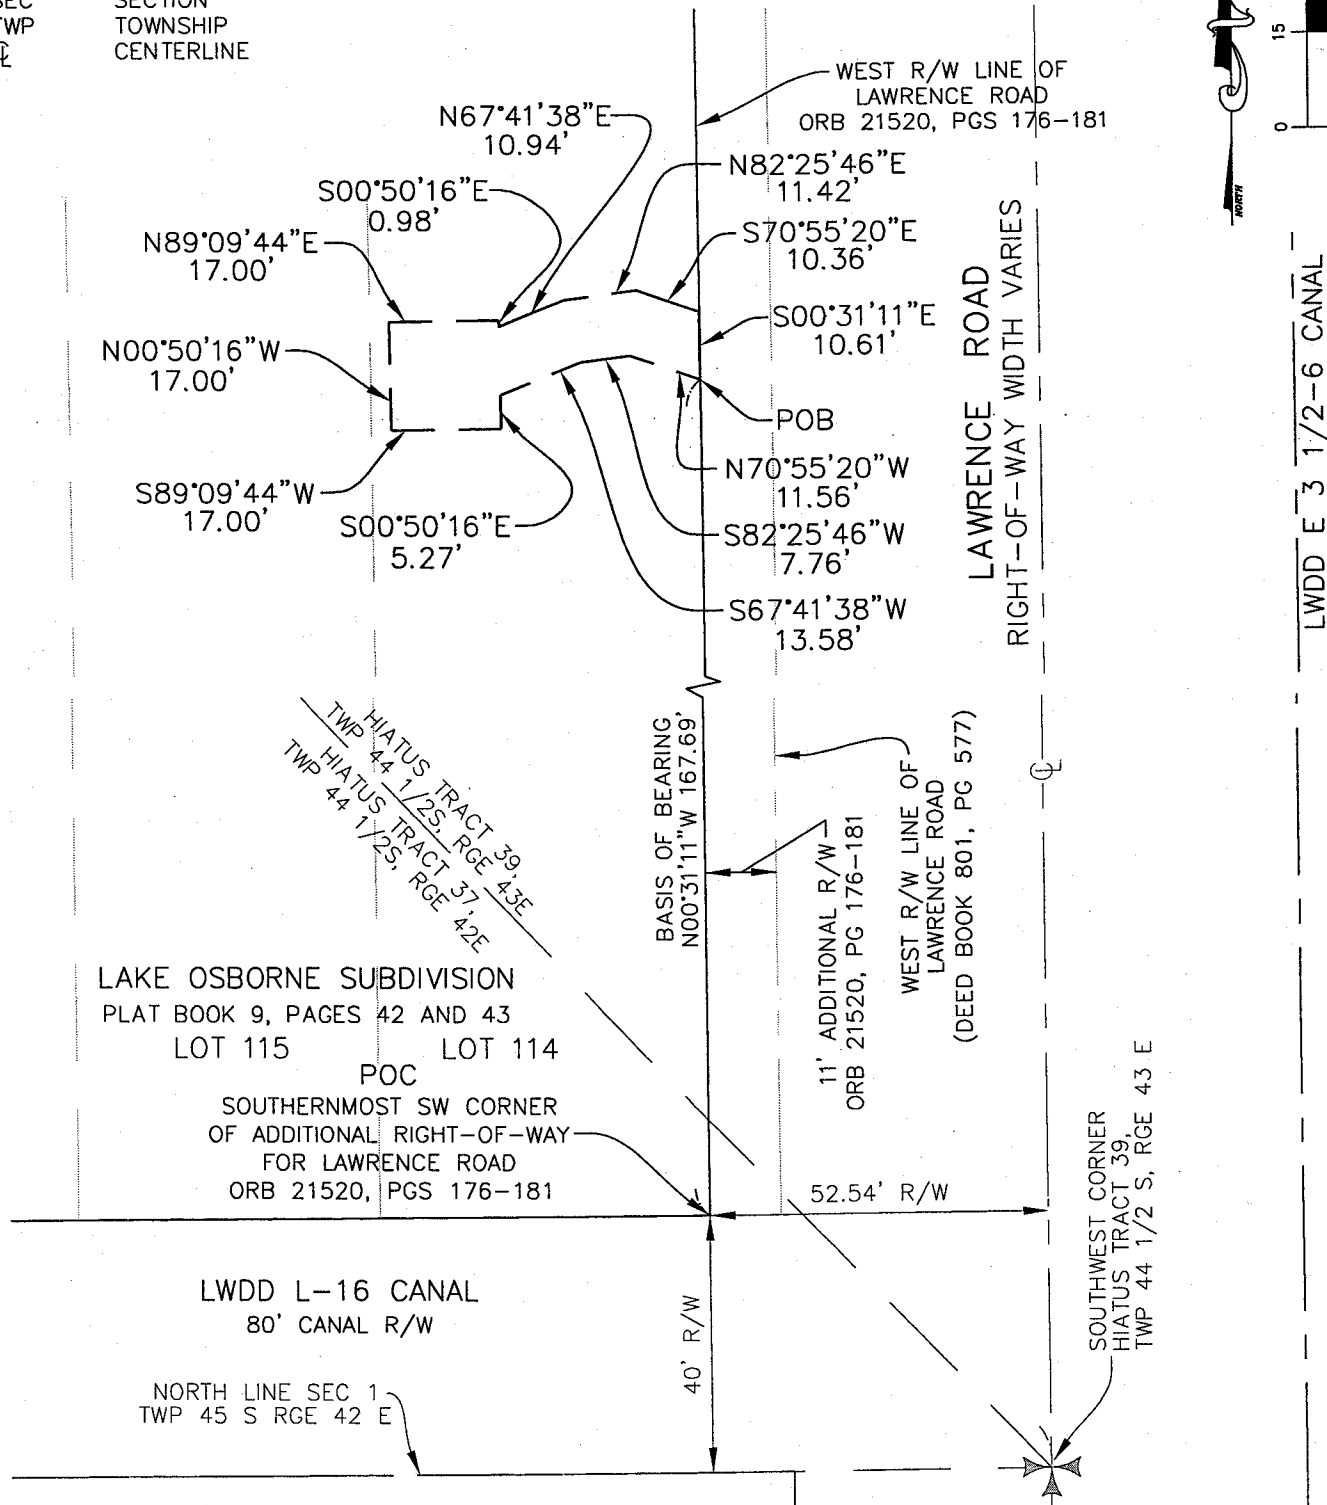 SEC SECTION
TWP TOWNSHIP
℄ CENTERLINE
WEST R/W LINE OF
LAWRENCE ROAD
ORB 21520, PGS 176-181
N67°41'38"E
10.94'
S00°50'16"E
0.98'
N89°09'44"E
17.00'
N00°50'16"W
17.00'
S89°09'44"W
17.00'
S00°50'16"E
5.27'
N82°25'46"E
11.42'
S70°55'20"E
10.36'
S00°31'11"E
10.61'
POB
N70°55'20"W
11.56'
S82°25'46"W
7.76'
S67°41'38"W
13.58'
LAWRENCE ROAD
RIGHT-OF-WAY WIDTH VARIES
15
0
NORTH
LWDD E 3 1/2-6 CANAL
HIATUS TRACT 39,
TWP 44 1/2S, RGE 43E
HIATUS TRACT 37,
TWP 44 1/2S, RGE 42E
BASIS OF BEARING
N00°31'11"W 167.69'
11' ADDITIONAL R/W
ORB 21520, PG 176-181
WEST R/W LINE OF
LAWRENCE ROAD
(DEED BOOK 801, PG 577)
℄
LAKE OSBORNE SUBDIVISION
PLAT BOOK 9, PAGES 42 AND 43
LOT 115 LOT 114
POC
SOUTHERNMOST SW CORNER
OF ADDITIONAL RIGHT-OF-WAY
FOR LAWRENCE ROAD
ORB 21520, PGS 176-181
52.54' R/W
SOUTHWEST CORNER
HIATUS TRACT 39,
TWP 44 1/2 S, RGE 43 E
LWDD L-16 CANAL
80' CANAL R/W
40' R/W
NORTH LINE SEC 1
TWP 45 S RGE 42 E